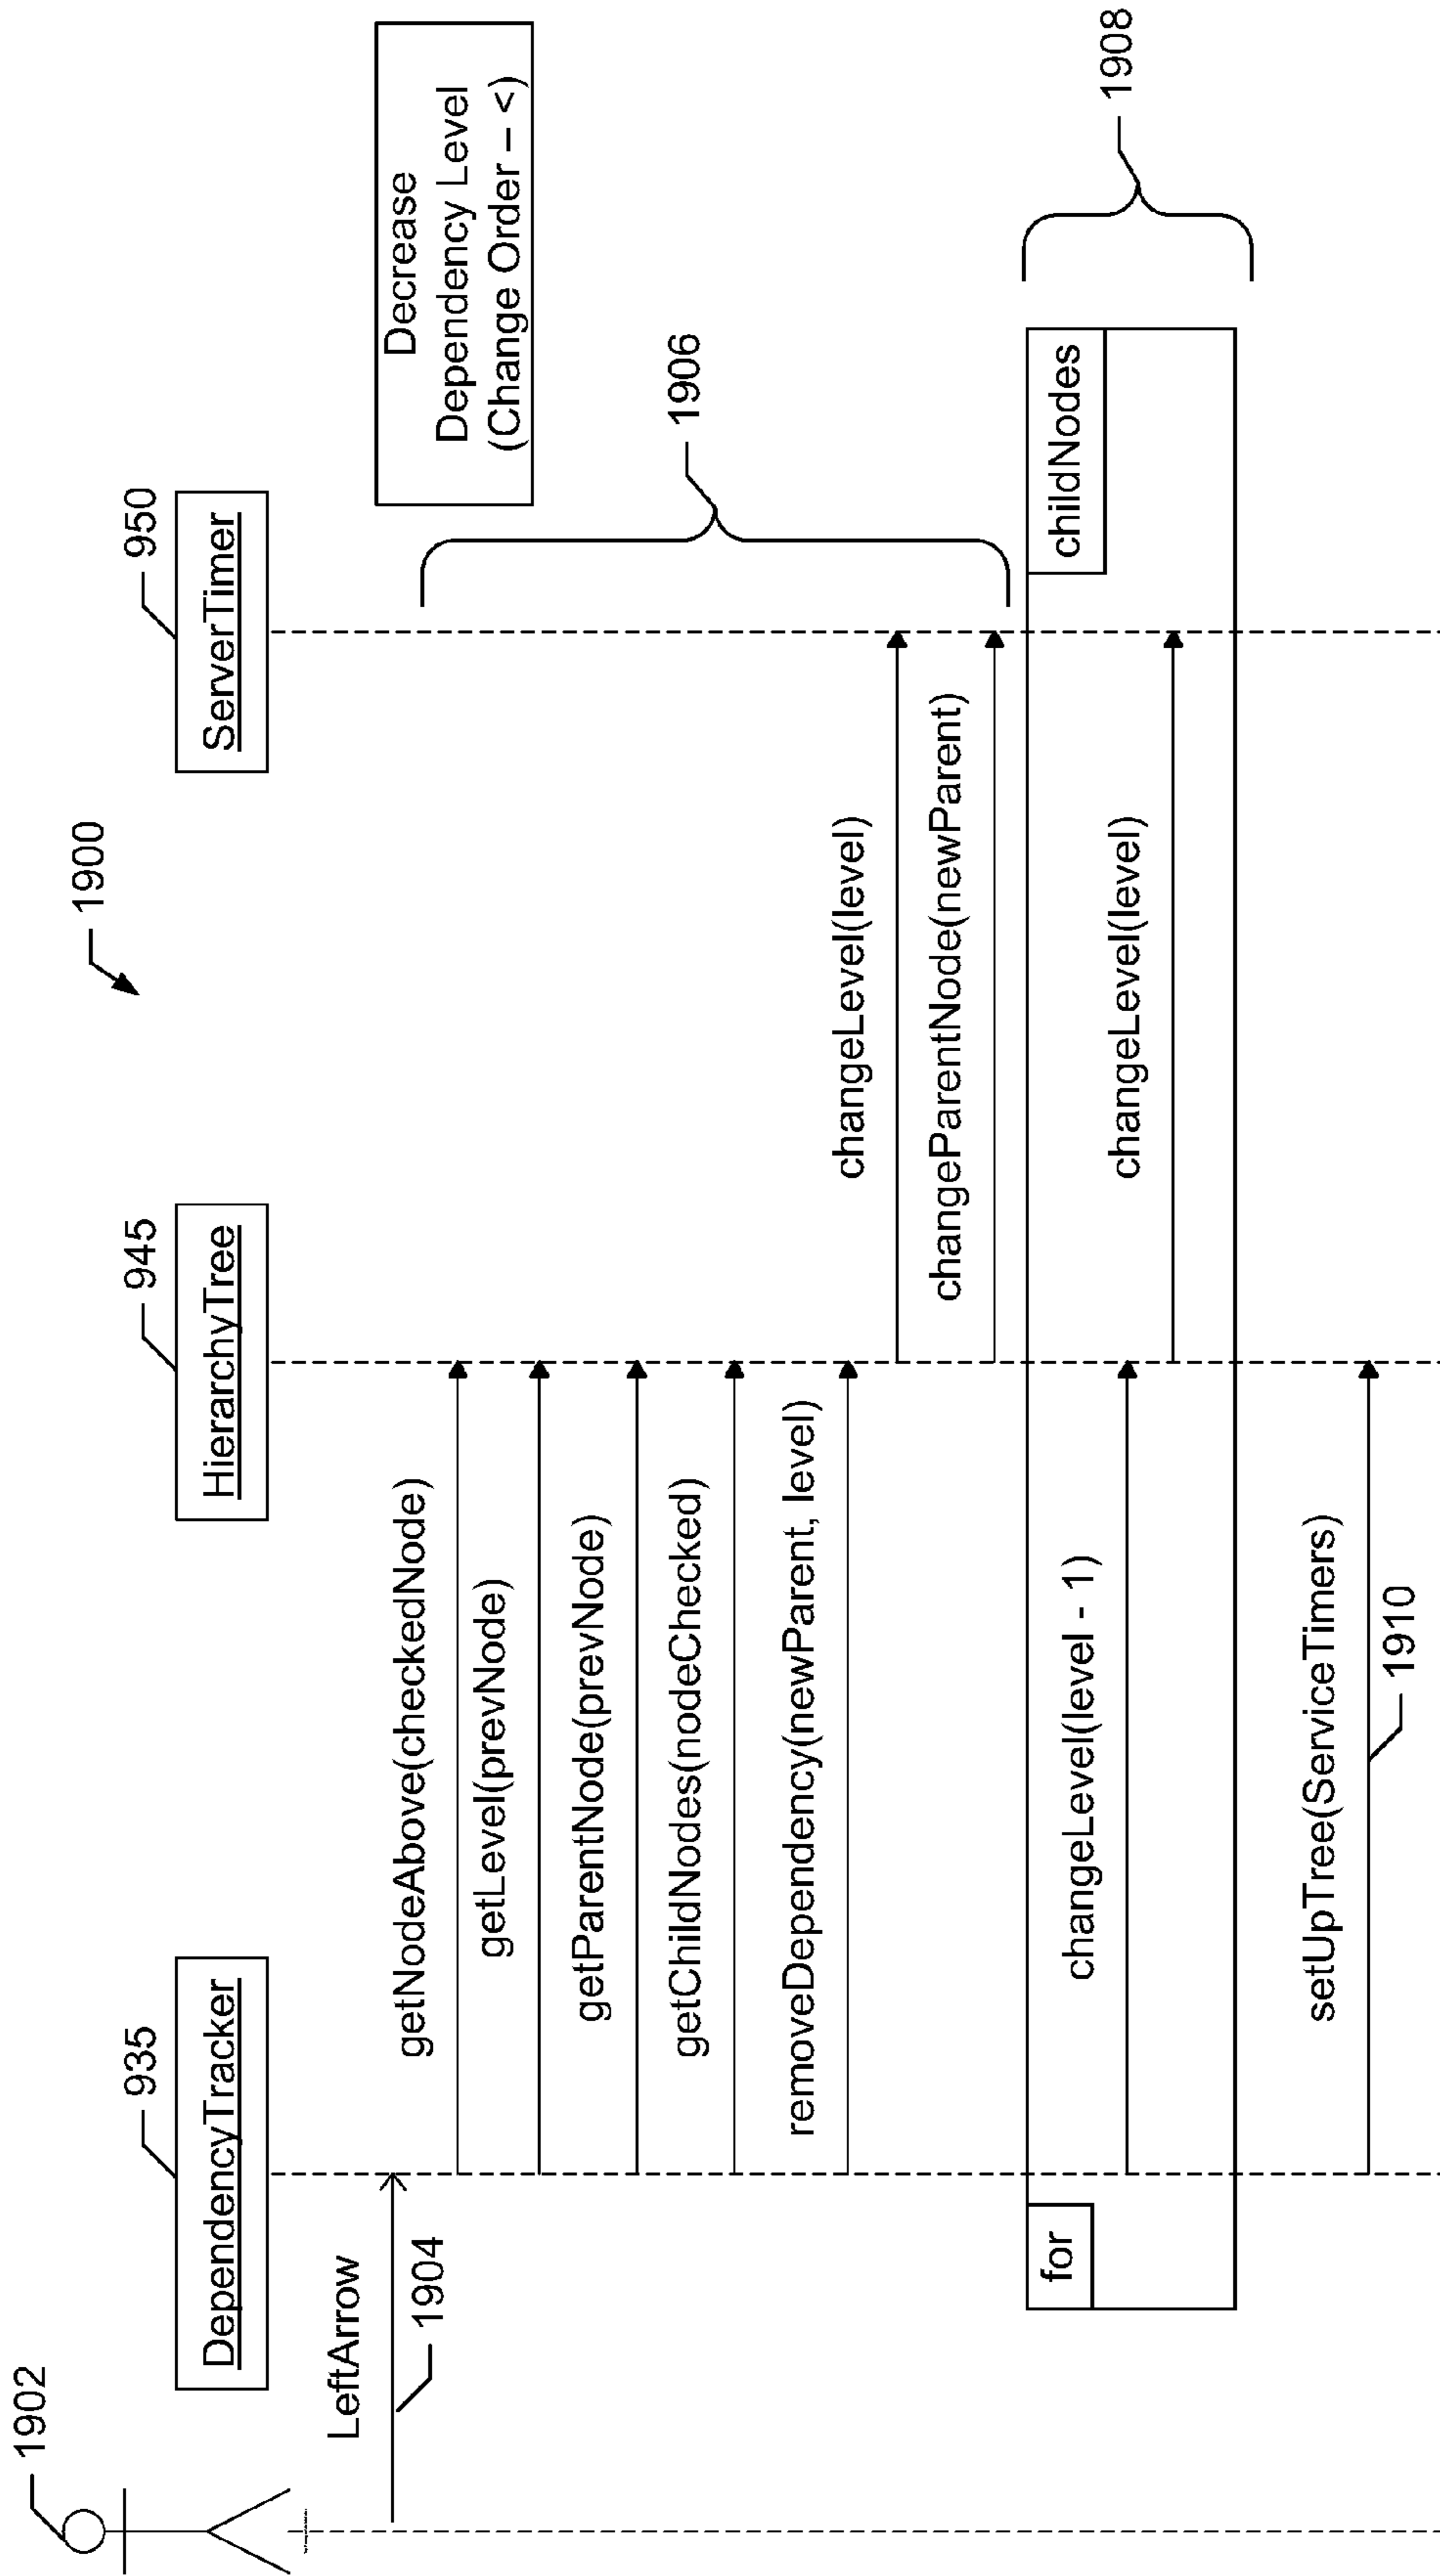 1900
1902
935
945
950
DependencyTracker
HierarchyTree
ServerTimer
LeftArrow
1904
Decrease
Dependency Level
(Change Order – <)
getNodeAbove(checkedNode)
getLevel(prevNode)
getParentNode(prevNode)
getChildNodes(nodeChecked)
removeDependency(newParent, level)
changeLevel(level)
changeParentNode(newParent)
1906
for
childNodes
changeLevel(level - 1)
changeLevel(level)
1908
setUpTree(ServiceTimers)
1910